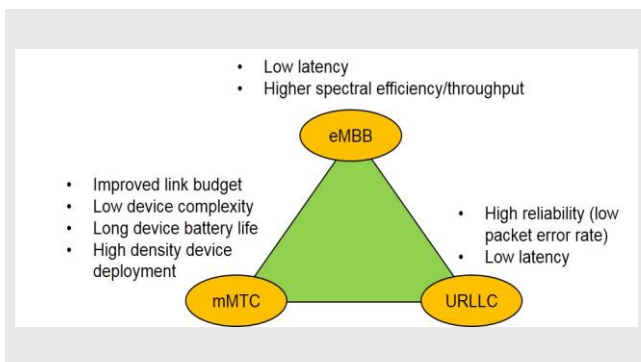 • Low latency
• Higher spectral efficiency/throughput
eMBB
• Improved link budget
• Low device complexity
• Long device battery life
• High density device
deployment
• High reliability (low
packet error rate)
• Low latency
mMTC
URLLC